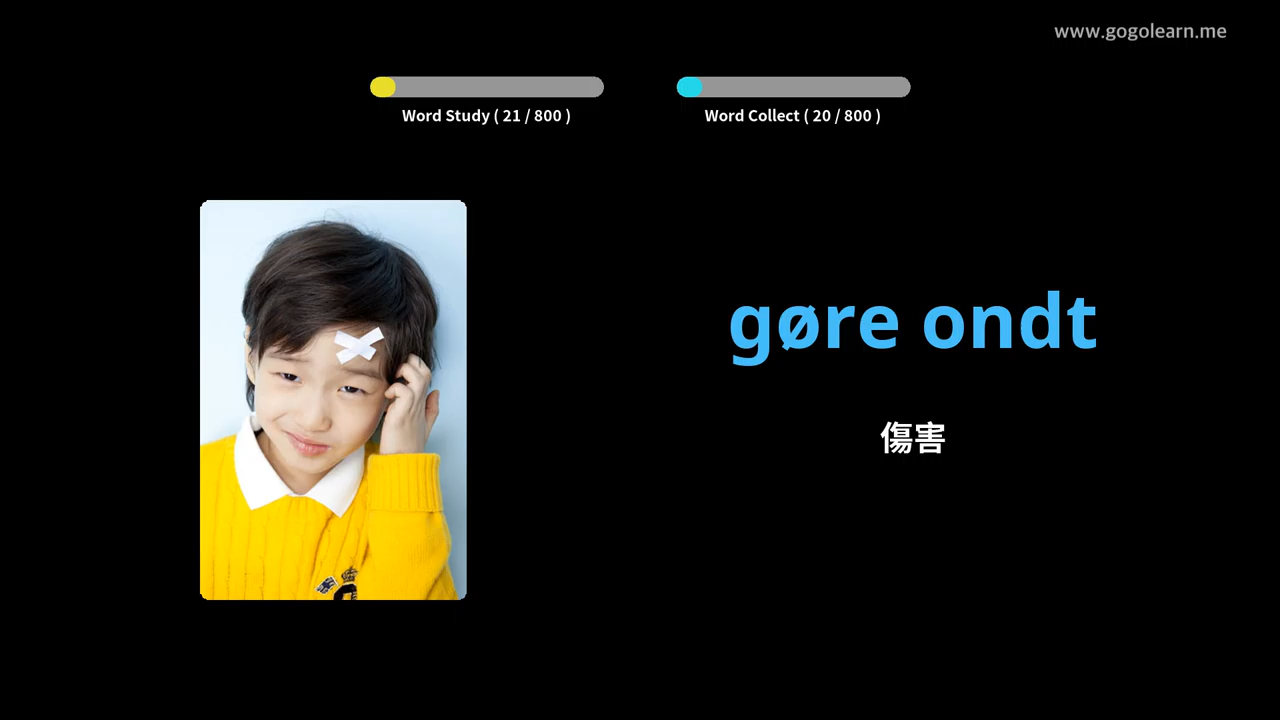 www.gogolearn.me
Word Study ( 21 / 800 )
Word Collect ( 20 / 800 )
gøre ondt
傷害